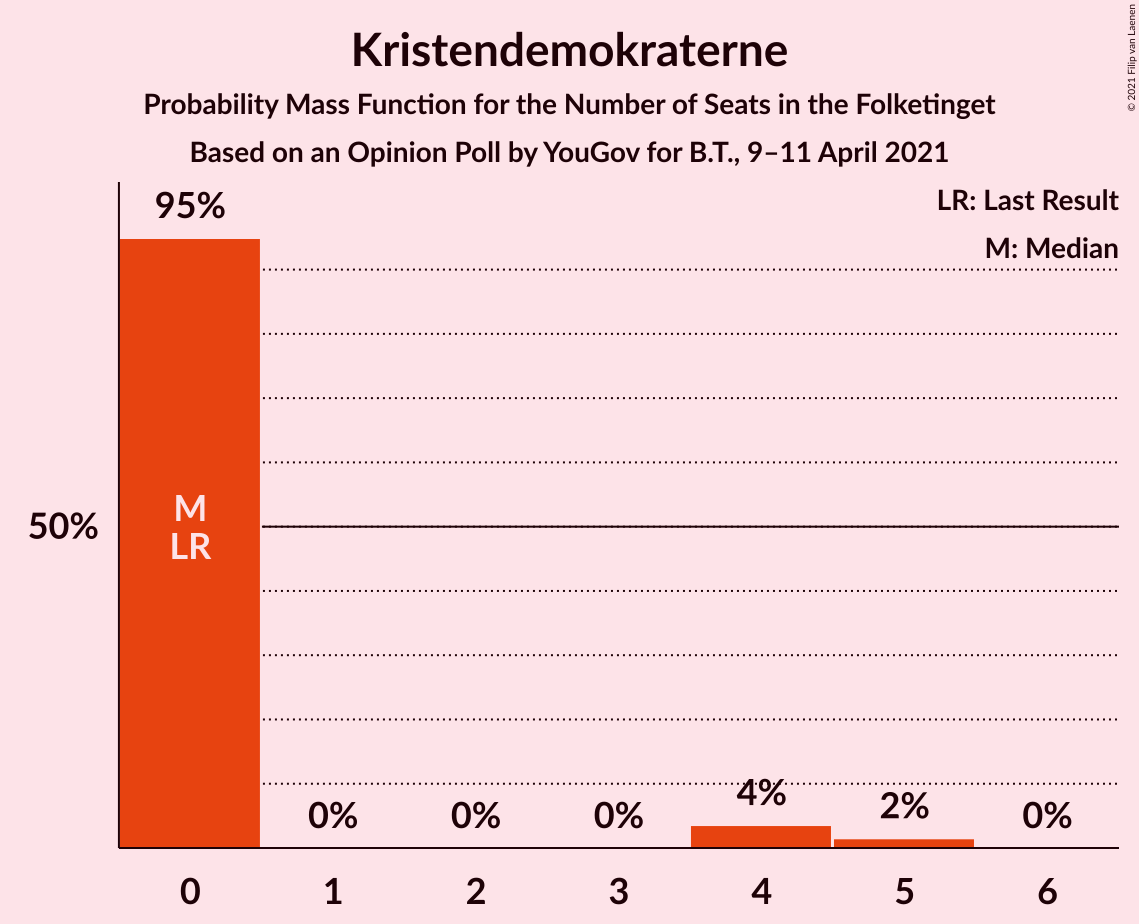 Kristendemokraterne
Probability Mass Function for the Number of Seats in the Folketinget
Based on an Opinion Poll by YouGov for B.T., 9–11 April 2021
© 2021 Filip van Laenen
LR: Last Result
M: Median
95%
50%
M
LR
0%
0%
0%
4%
2%
0%
0
1
2
3
4
5
6